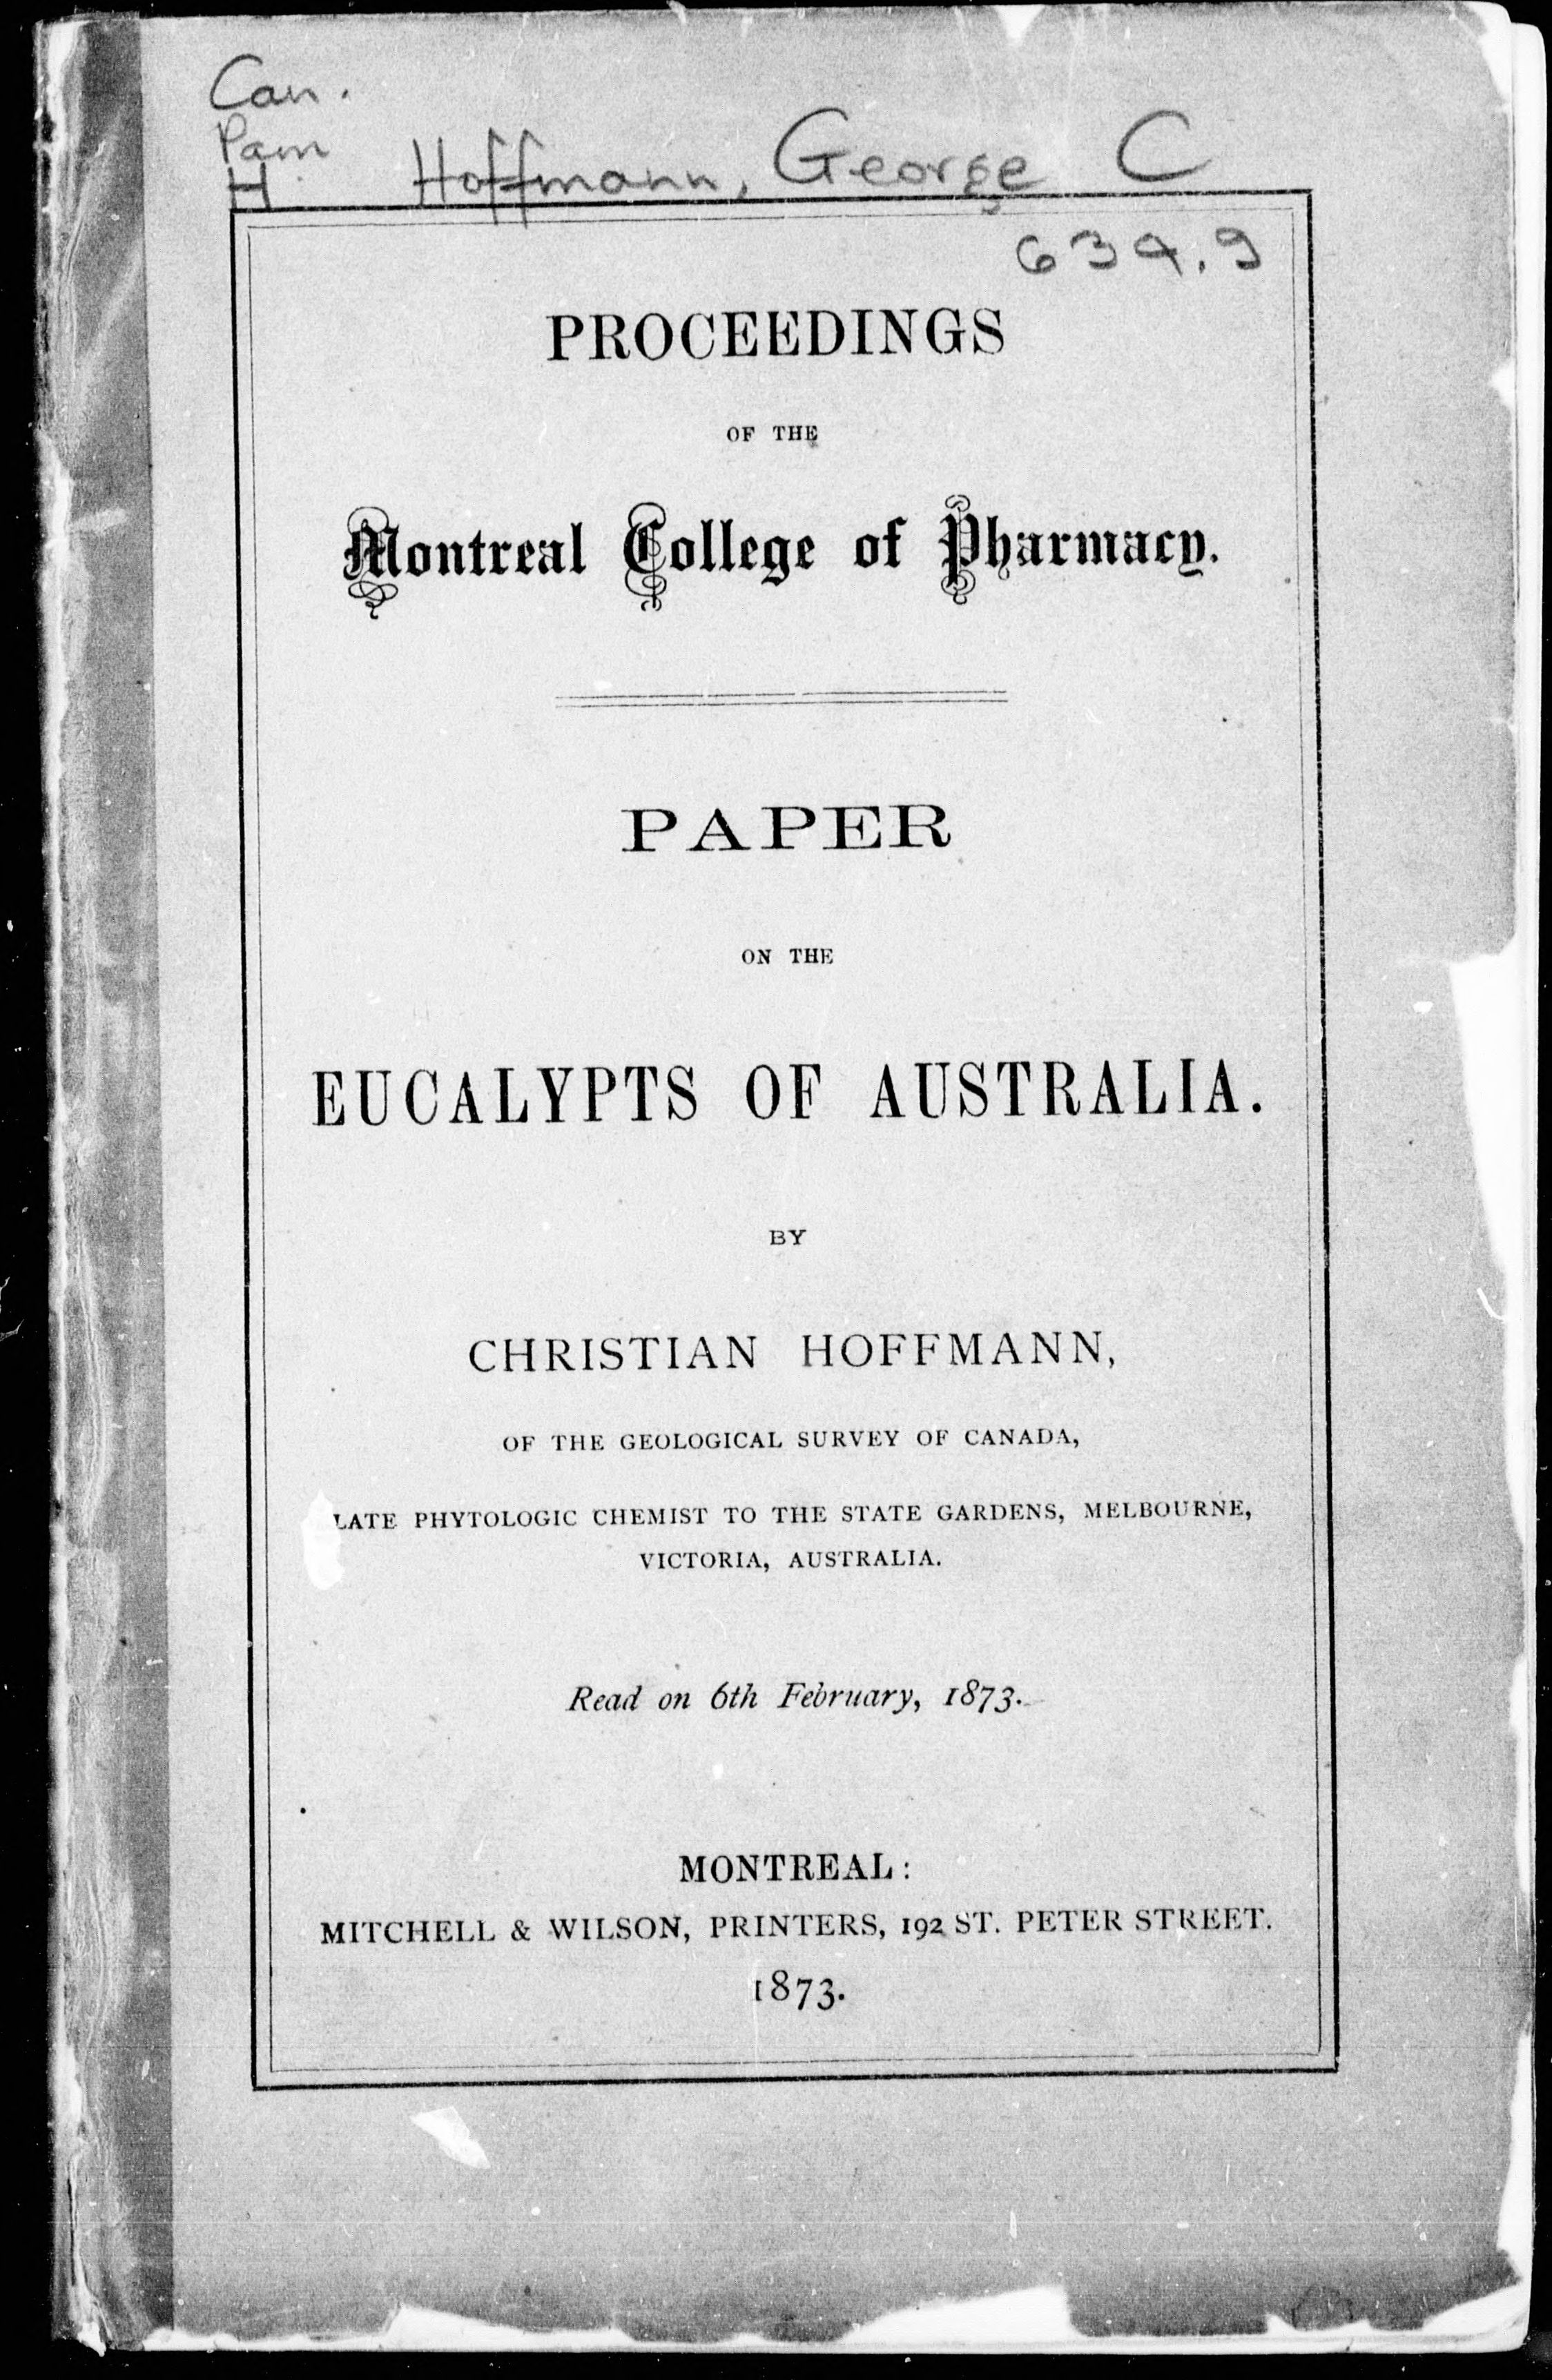 Can.
Pam
H
Hoffmann, George C
634.9
PROCEEDINGS
OF THE
Montreal College of Pharmacy.
PAPER
ON THE
EUCALYPTS OF AUSTRALIA.
BY
CHRISTIAN HOFFMANN,
OF THE GEOLOGICAL SURVEY OF CANADA,
LATE PHYTOLOGIC CHEMIST TO THE STATE GARDENS, MELBOURNE,
VICTORIA, AUSTRALIA.
Read on 6th February, 1873.
MONTREAL:
MITCHELL & WILSON, PRINTERS, 192 ST. PETER STREET.
1873.